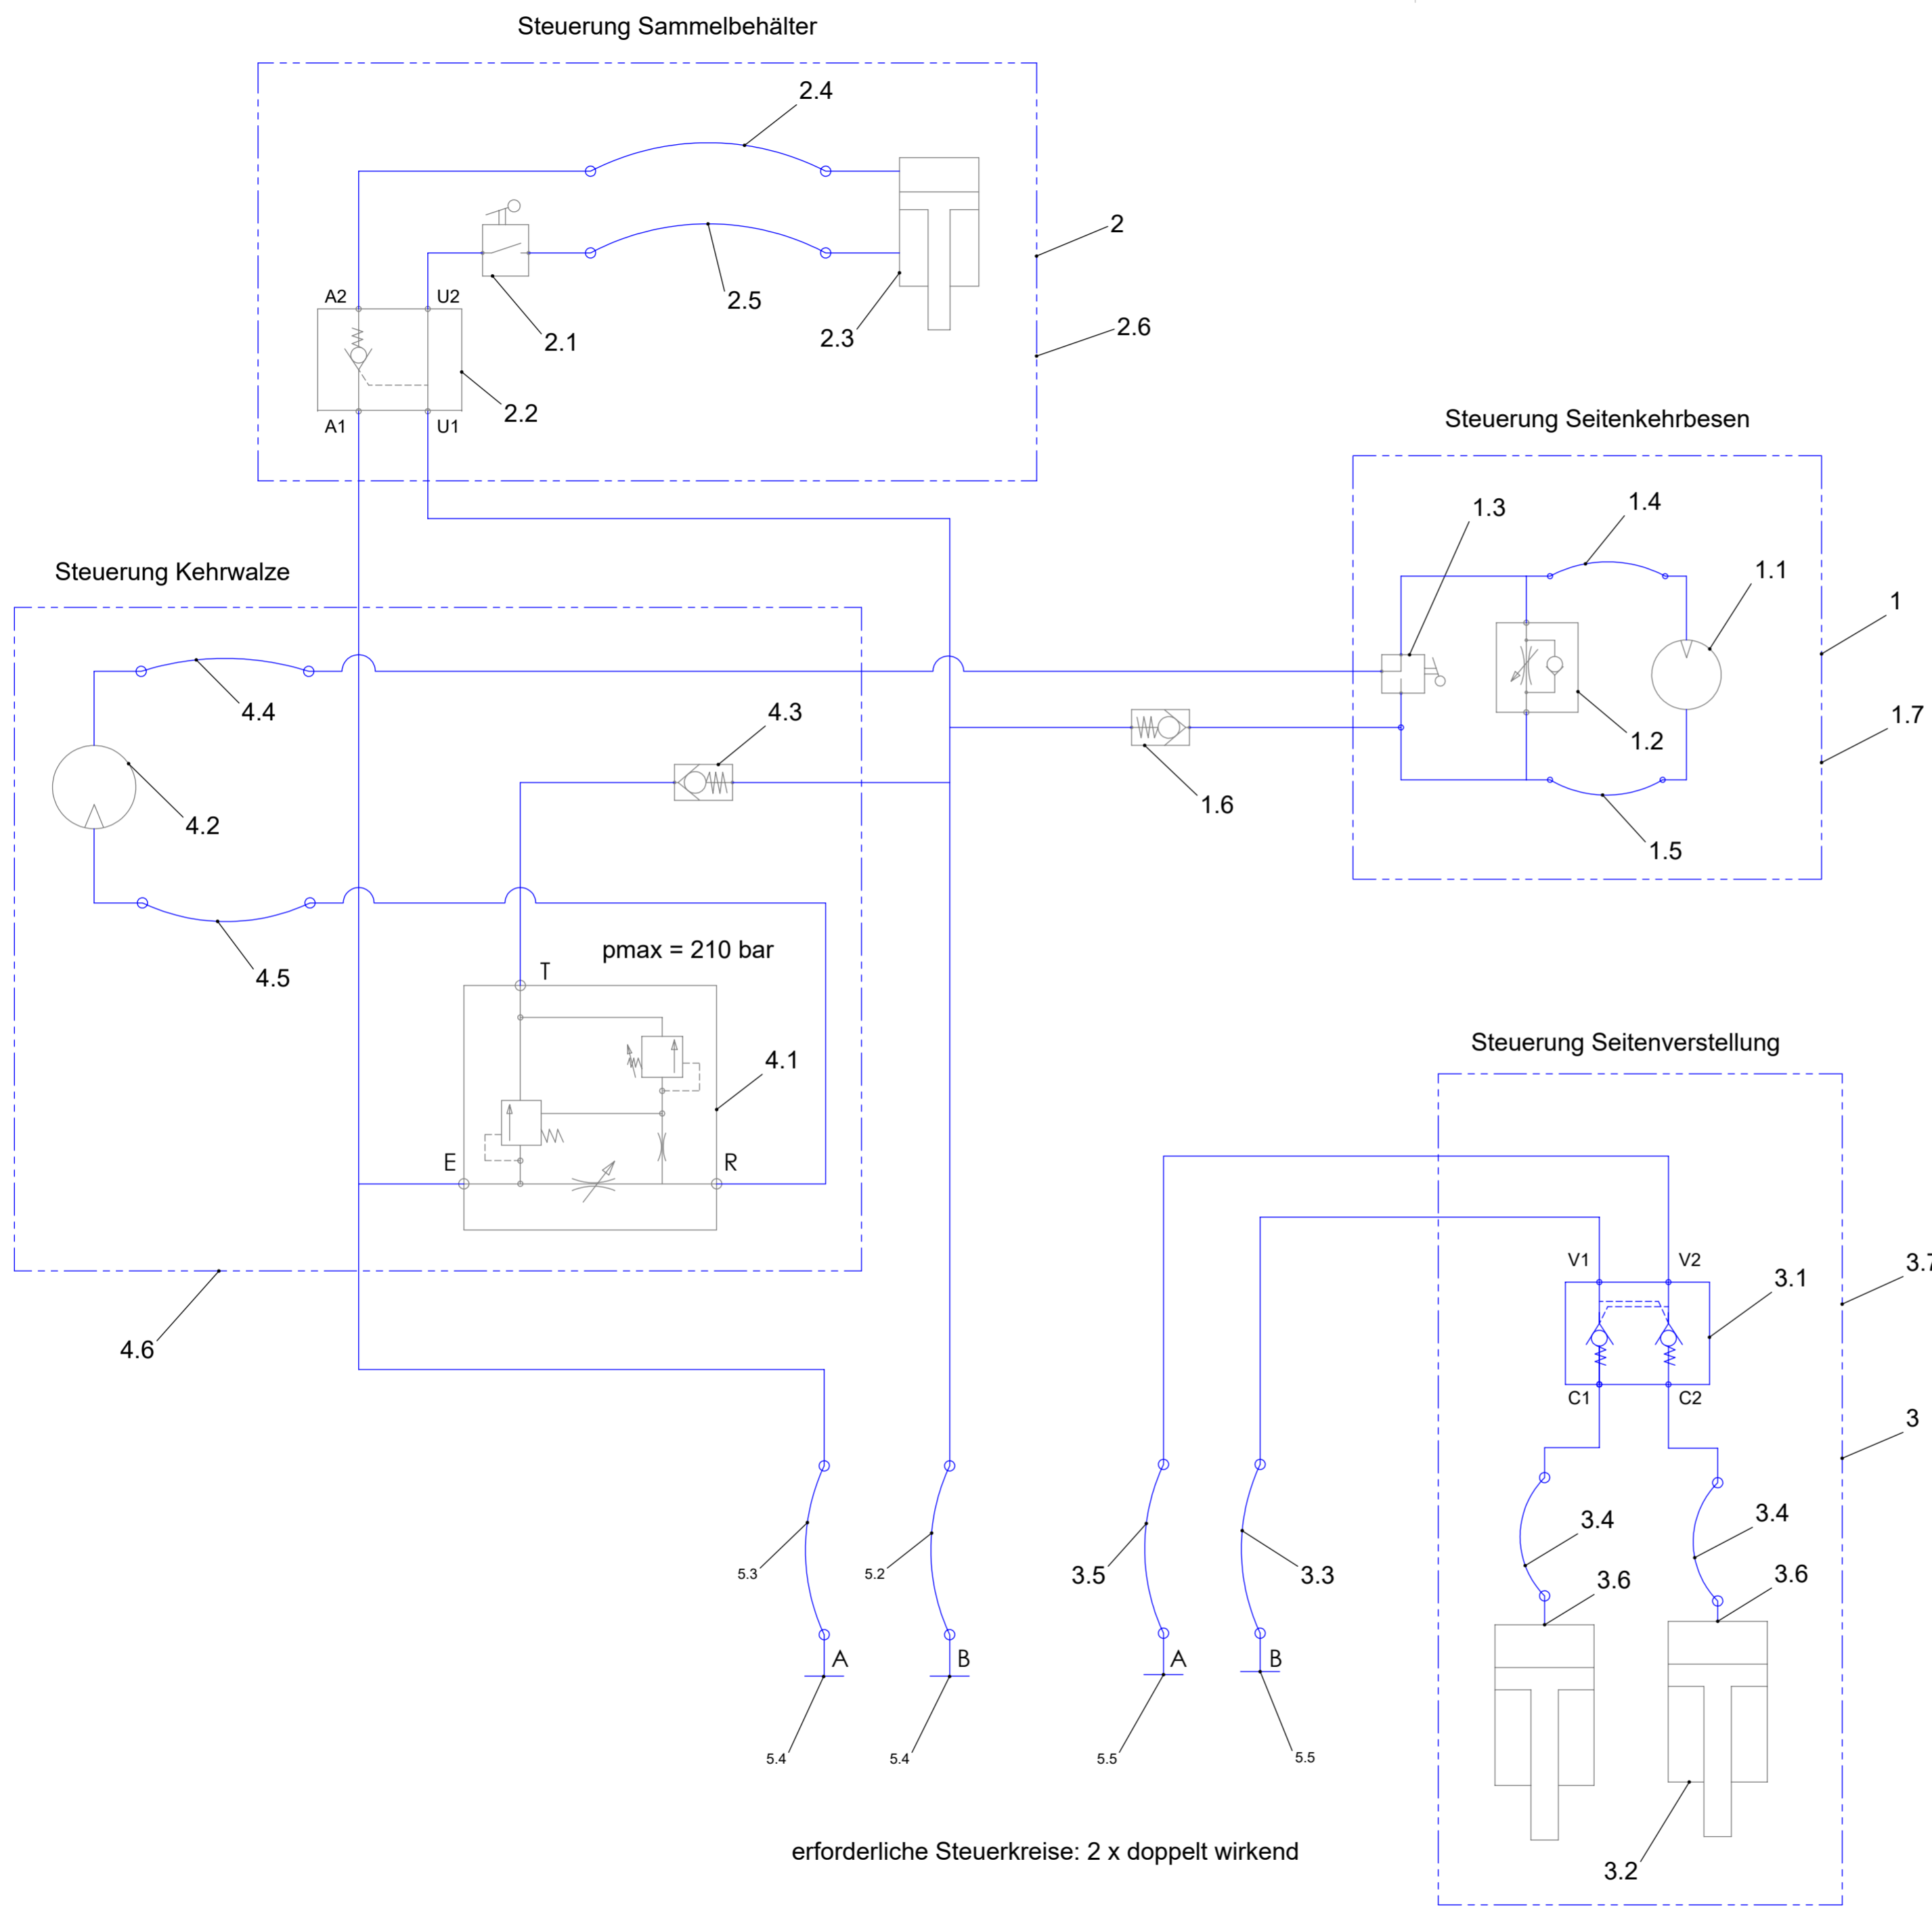 Steuerung Sammelbehälter
2.4
2
2.5
2.1
2.3
2.6
A2
U2
2.2
A1
U1
Steuerung Seitenkehrbesen
1.3
1.4
1.1
1
1.2
1.7
1.6
1.5
Steuerung Kehrwalze
4.4
4.3
4.2
4.5
pmax = 210 bar
T
4.1
E
R
4.6
Steuerung Seitenverstellung
V1
V2
3.1
3.7
C1
C2
3
3.4
3.4
3.6
3.6
5.3
5.2
3.5
3.3
A
B
A
B
5.4
5.4
5.5
5.5
3.2
erforderliche Steuerkreise: 2 x doppelt wirkend